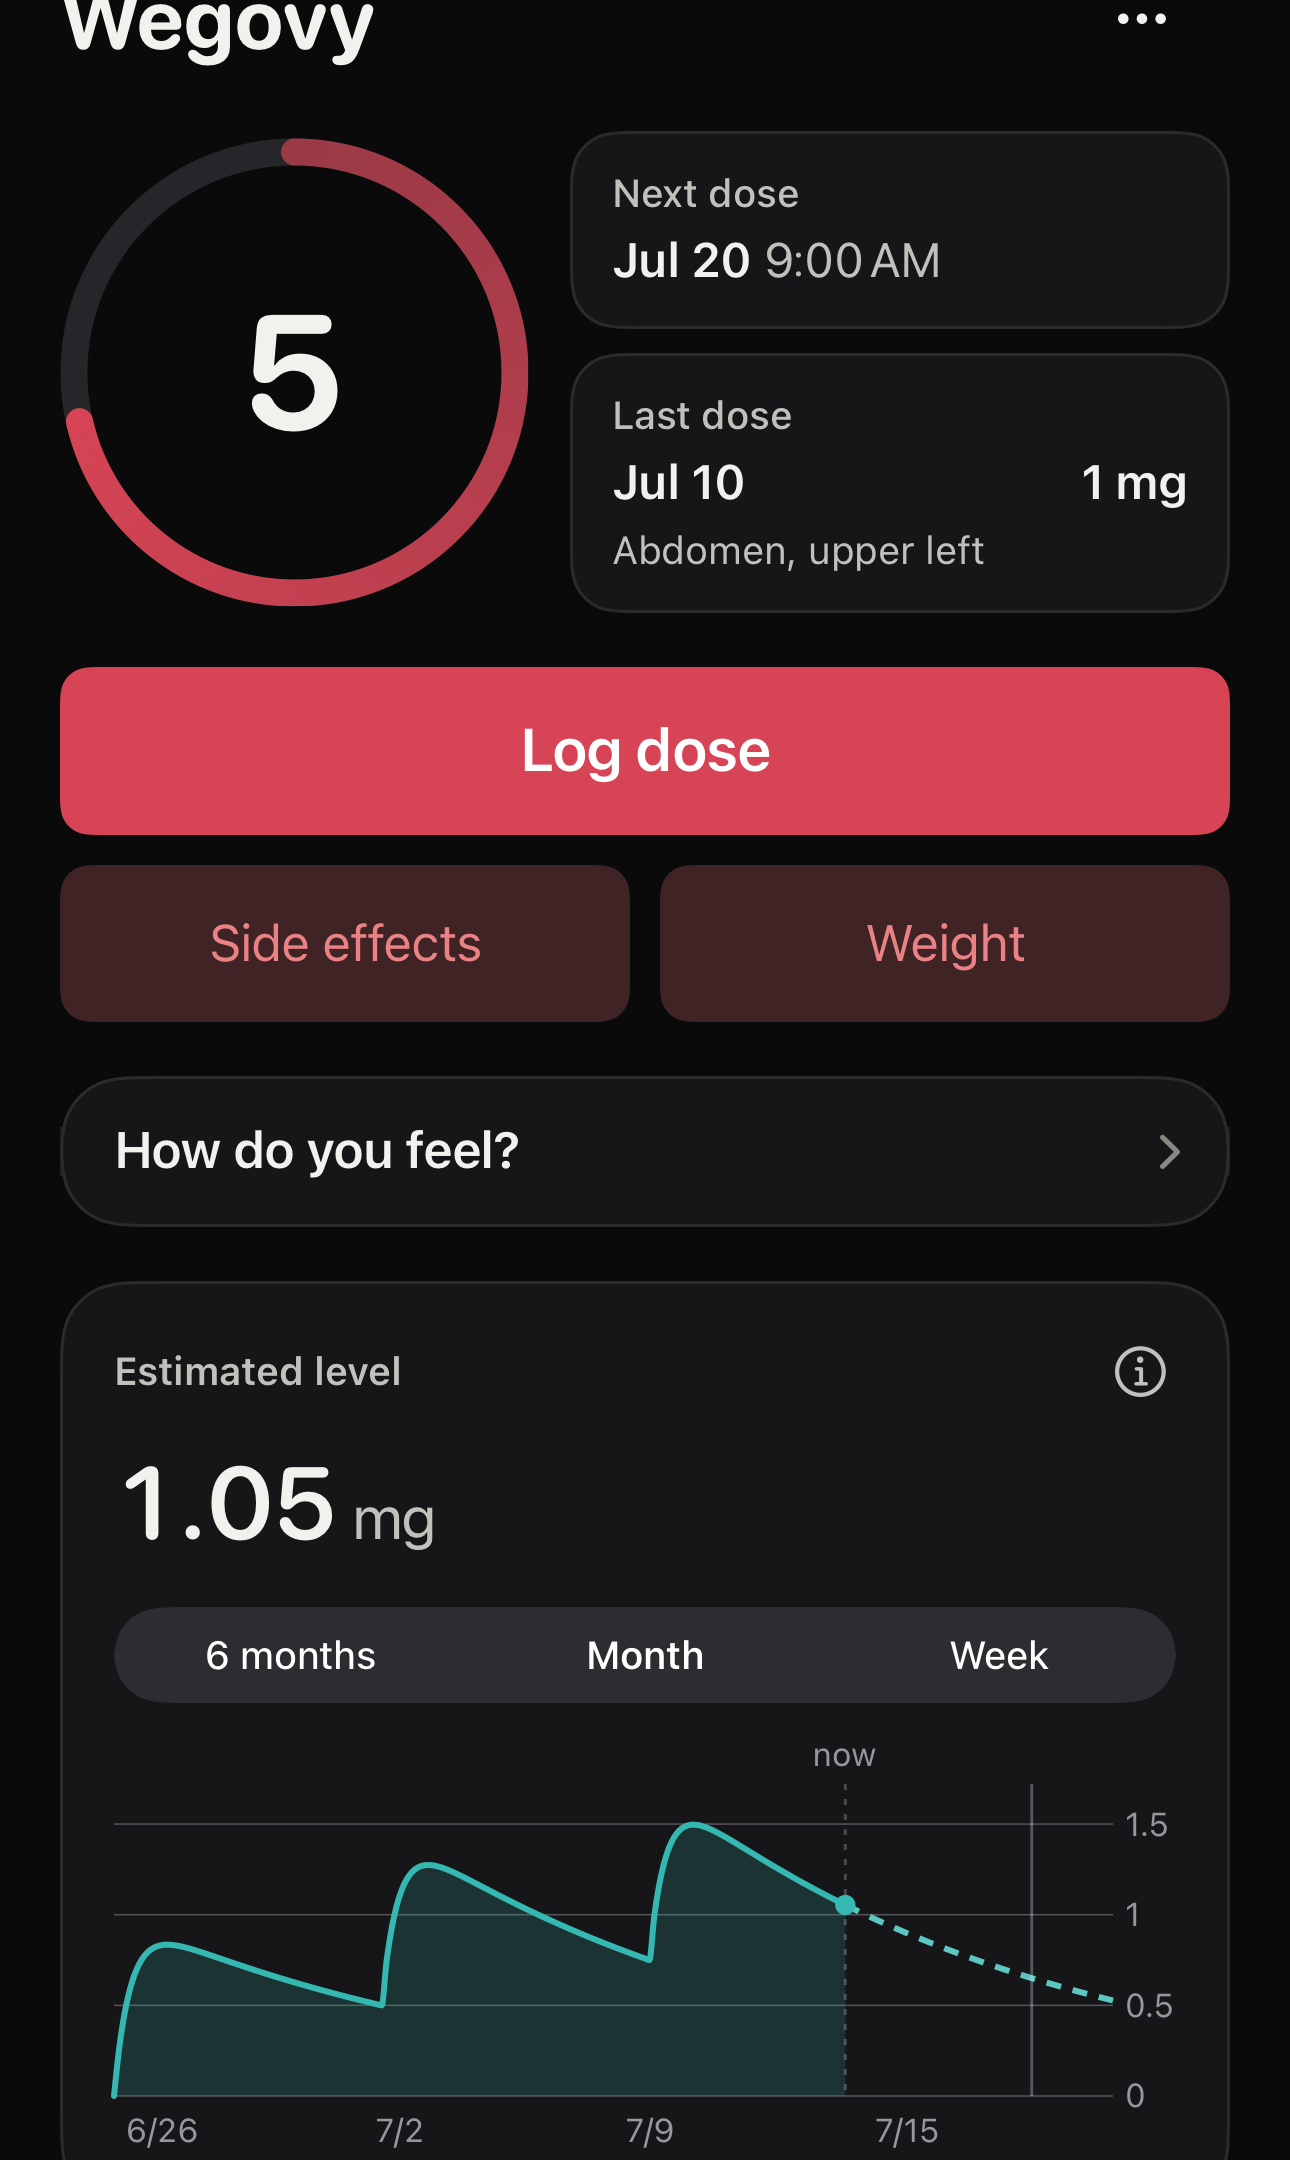 Wegovy
5
Next dose
Jul 20 9:00 AM
Last dose
Jul 10 1 mg
Abdomen, upper left
Log dose
Side effects
Weight
How do you feel?
Estimated level
1.05 mg
6 months Month Week
now
1.5
1
0.5
0
6/26 7/2 7/9 7/15